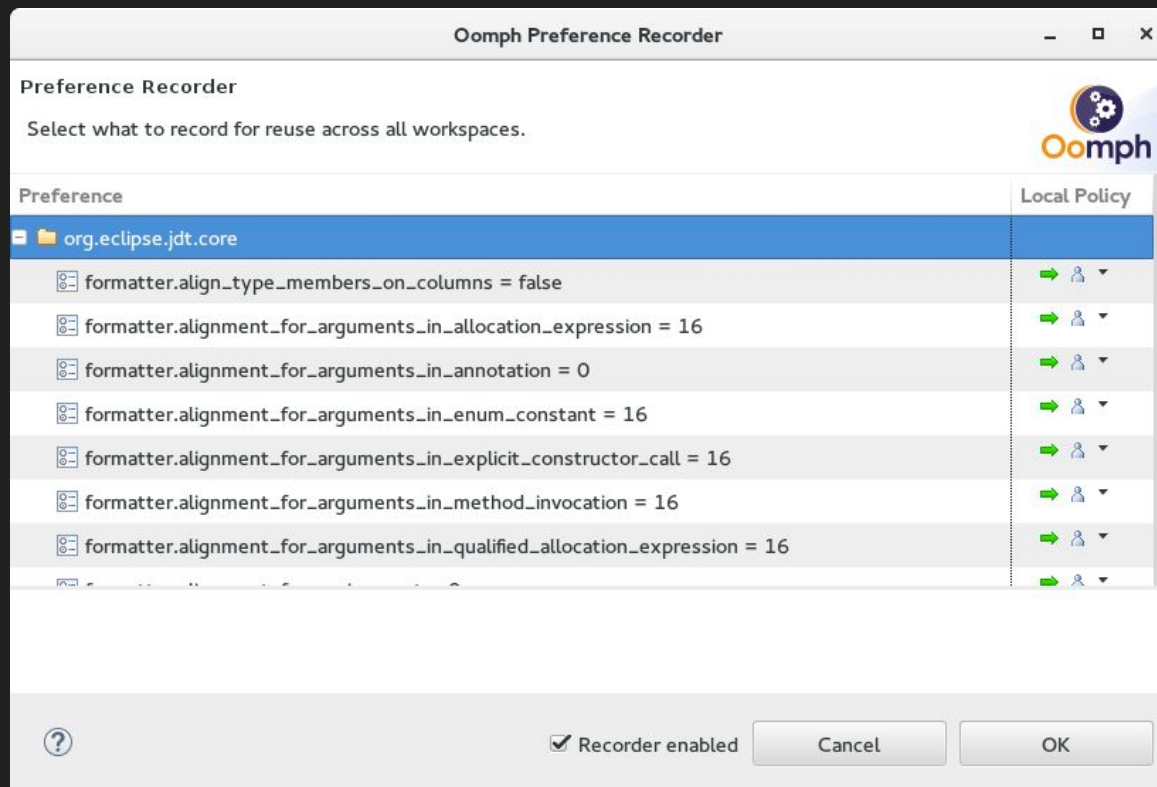 Oomph Preference Recorder
Preference Recorder
Select what to record for reuse across all workspaces.
Oomph
Preference Local Policy
org.eclipse.jdt.core
formatter.align_type_members_on_columns = false
formatter.alignment_for_arguments_in_allocation_expression = 16
formatter.alignment_for_arguments_in_annotation = 0
formatter.alignment_for_arguments_in_enum_constant = 16
formatter.alignment_for_arguments_in_explicit_constructor_call = 16
formatter.alignment_for_arguments_in_method_invocation = 16
formatter.alignment_for_arguments_in_qualified_allocation_expression = 16
Recorder enabled Cancel OK